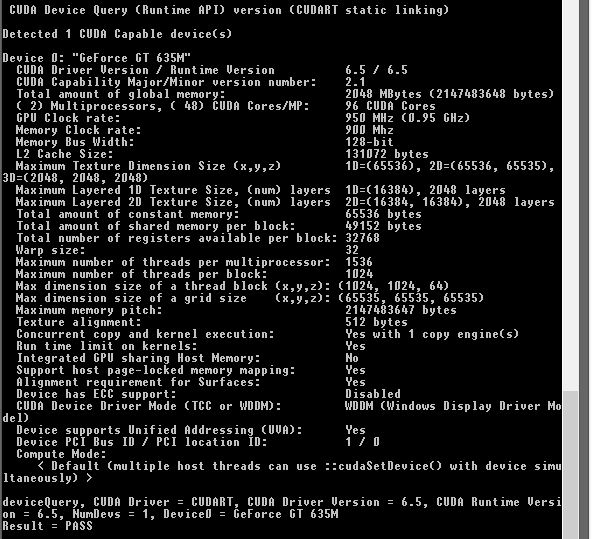 CUDA Device Query (Runtime API) version (CUDART static linking)
Detected 1 CUDA Capable device(s)
Device 0: "GeForce GT 635M"
CUDA Driver Version / Runtime Version 6.5 / 6.5
CUDA Capability Major/Minor version number: 2.1
Total amount of global memory: 2048 MBytes (2147483648 bytes)
( 2) Multiprocessors, ( 48) CUDA Cores/MP: 96 CUDA Cores
GPU Clock rate: 950 MHz (0.95 GHz)
Memory Clock rate: 900 Mhz
Memory Bus Width: 128-bit
L2 Cache Size: 131072 bytes
Maximum Texture Dimension Size (x,y,z) 1D=(65536), 2D=(65536, 65535),
3D=(2048, 2048, 2048)
Maximum Layered 1D Texture Size, (num) layers 1D=(16384), 2048 layers
Maximum Layered 2D Texture Size, (num) layers 2D=(16384, 16384), 2048 layers
Total amount of constant memory: 65536 bytes
Total amount of shared memory per block: 49152 bytes
Total number of registers available per block: 32768
Warp size: 32
Maximum number of threads per multiprocessor: 1536
Maximum number of threads per block: 1024
Max dimension size of a thread block (x,y,z): (1024, 1024, 64)
Max dimension size of a grid size (x,y,z): (65535, 65535, 65535)
Maximum memory pitch: 2147483647 bytes
Texture alignment: 512 bytes
Concurrent copy and kernel execution: Yes with 1 copy engine(s)
Run time limit on kernels: Yes
Integrated GPU sharing Host Memory: No
Support host page-locked memory mapping: Yes
Alignment requirement for Surfaces: Yes
Device has ECC support: Disabled
CUDA Device Driver Mode (TCC or WDDM): WDDM (Windows Display Driver Mo
del)
Device supports Unified Addressing (UVA): Yes
Device PCI Bus ID / PCI location ID: 1 / 0
Compute Mode:
< Default (multiple host threads can use ::cudaSetDevice() with device simu
ltaneously) >
deviceQuery, CUDA Driver = CUDART, CUDA Driver Version = 6.5, CUDA Runtime Versi
on = 6.5, NumDevs = 1, Device0 = GeForce GT 635M
Result = PASS